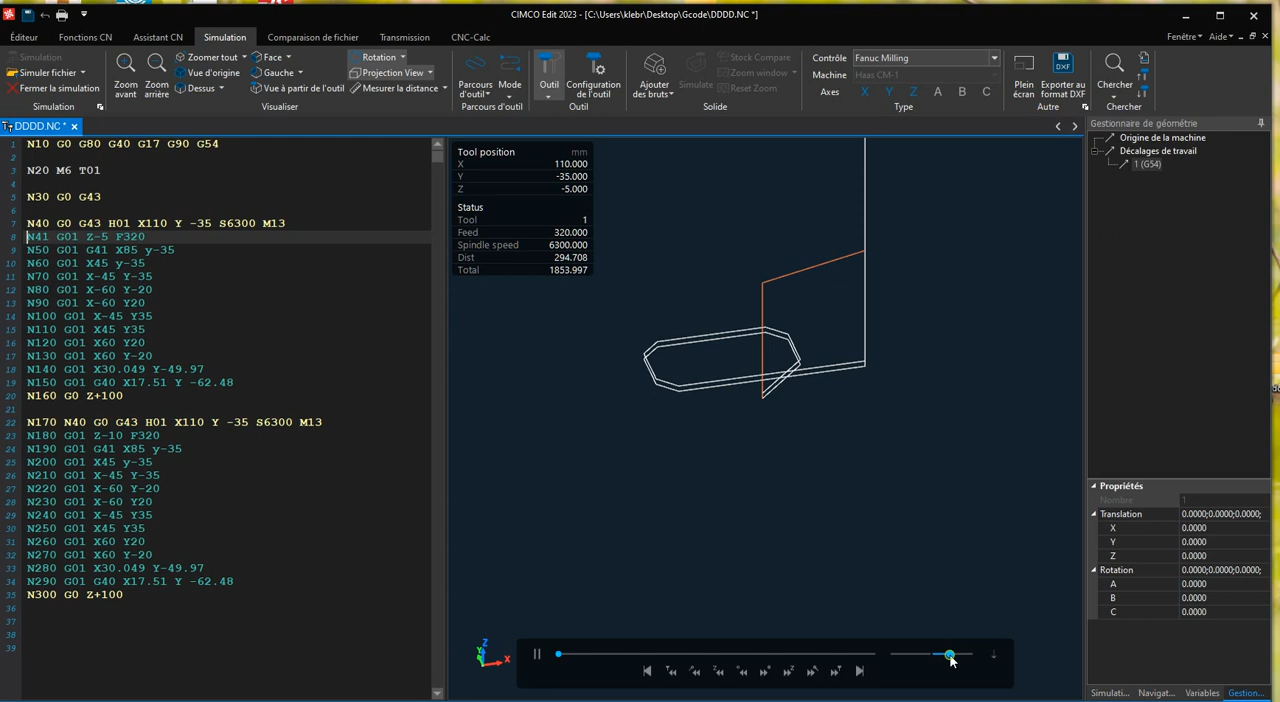 CIMCO Edit 2023 - [C:\Users\klebr\Desktop\Gcode\DDDD.NC *]
Éditeur Fonctions CN Assistant CN Simulation Comparaison de fichier Transmission CNC-Calc Fenêtre Aide
Simulation
Simuler fichier
Fermer la simulation
Simulation
Zoom avant
Zoom arrière
Zoomer tout
Vue d'origine
Dessus
Face
Gauche
Vue à partir de l'outil
Rotation
Projection View
Mesurer la distance
Visualiser
Parcours d'outil
Mode
Parcours d'outil
Outil
Configuration de l'outil
Outil
Ajouter des bruts
Simulate
Stock Compare
Zoom window
Reset Zoom
Solide
Contrôle Fanuc Milling
Machine Haas CM-1
Axes X Y Z A B C
Type
Plein écran
DXF
Exporter au format DXF
Autre
Chercher
Chercher
DDDD.NC *
1 N10 G0 G80 G40 G17 G90 G54
2
3 N20 M6 T01
4
5 N30 G0 G43
6
7 N40 G0 G43 H01 X110 Y -35 S6300 M13
8 N41 G01 Z-5 F320
9 N50 G01 G41 X85 y-35
10 N60 G01 X45 y-35
11 N70 G01 X-45 Y-35
12 N80 G01 X-60 Y-20
13 N90 G01 X-60 Y20
14 N100 G01 X-45 Y35
15 N110 G01 X45 Y35
16 N120 G01 X60 Y20
17 N130 G01 X60 Y-20
18 N140 G01 X30.049 Y-49.97
19 N150 G01 G40 X17.51 Y -62.48
20 N160 G0 Z+100
21
22 N170 N40 G0 G43 H01 X110 Y -35 S6300 M13
23 N180 G01 Z-10 F320
24 N190 G01 G41 X85 y-35
25 N200 G01 X45 y-35
26 N210 G01 X-45 Y-35
27 N220 G01 X-60 Y-20
28 N230 G01 X-60 Y20
29 N240 G01 X-45 Y35
30 N250 G01 X45 Y35
31 N260 G01 X60 Y20
32 N270 G01 X60 Y-20
33 N280 G01 X30.049 Y-49.97
34 N290 G01 G40 X17.51 Y -62.48
35 N300 G0 Z+100
36
37
38
39
Tool position mm
X 110.000
Y -35.000
Z -5.000
Status
Tool 1
Feed 320.000
Spindle speed 6300.000
Dist 294.708
Total 1853.997
Z
Y
X
Gestionnaire de géométrie
Origine de la machine
Décalages de travail
1 (G54)
Propriétés
Nombre 1
Translation 0.0000;0.0000;0.0000;
X 0.0000
Y 0.0000
Z 0.0000
Rotation 0.0000;0.0000;0.0000;
A 0.0000
B 0.0000
C 0.0000
Simulati... Navigat... Variables Gestion...